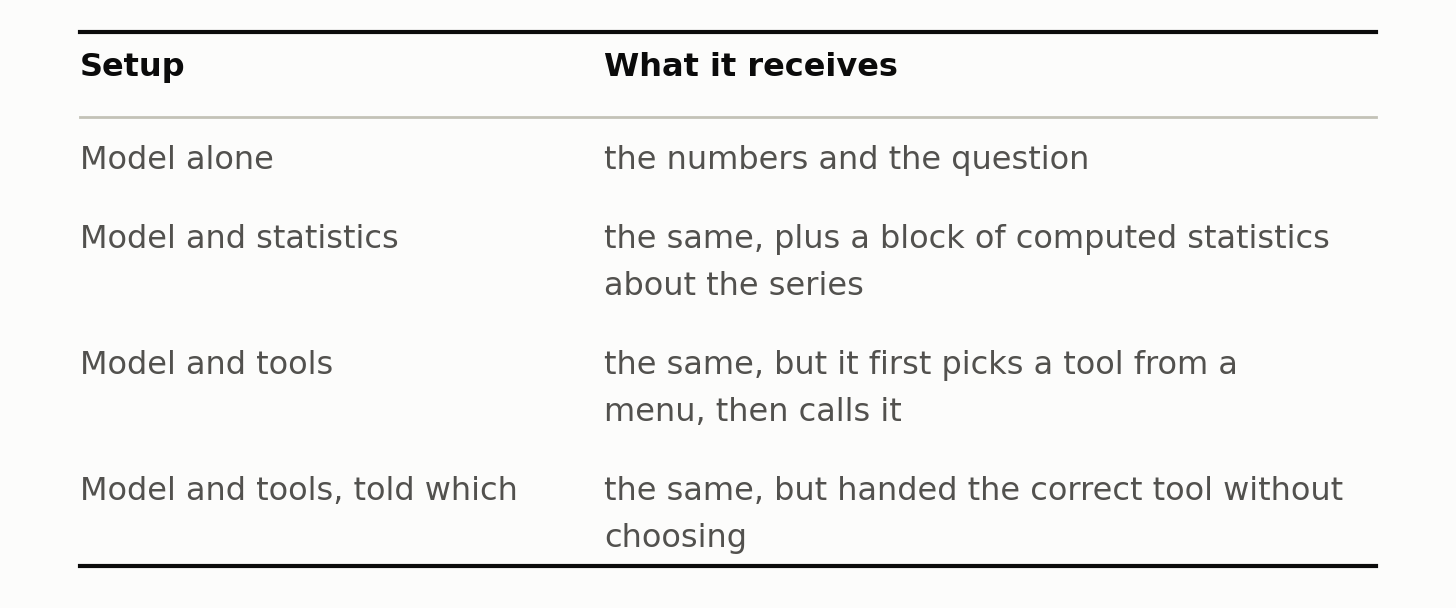 Setup What it receives
Model alone the numbers and the question
Model and statistics the same, plus a block of computed statistics
about the series
Model and tools the same, but it first picks a tool from a
menu, then calls it
Model and tools, told which the same, but handed the correct tool without
choosing